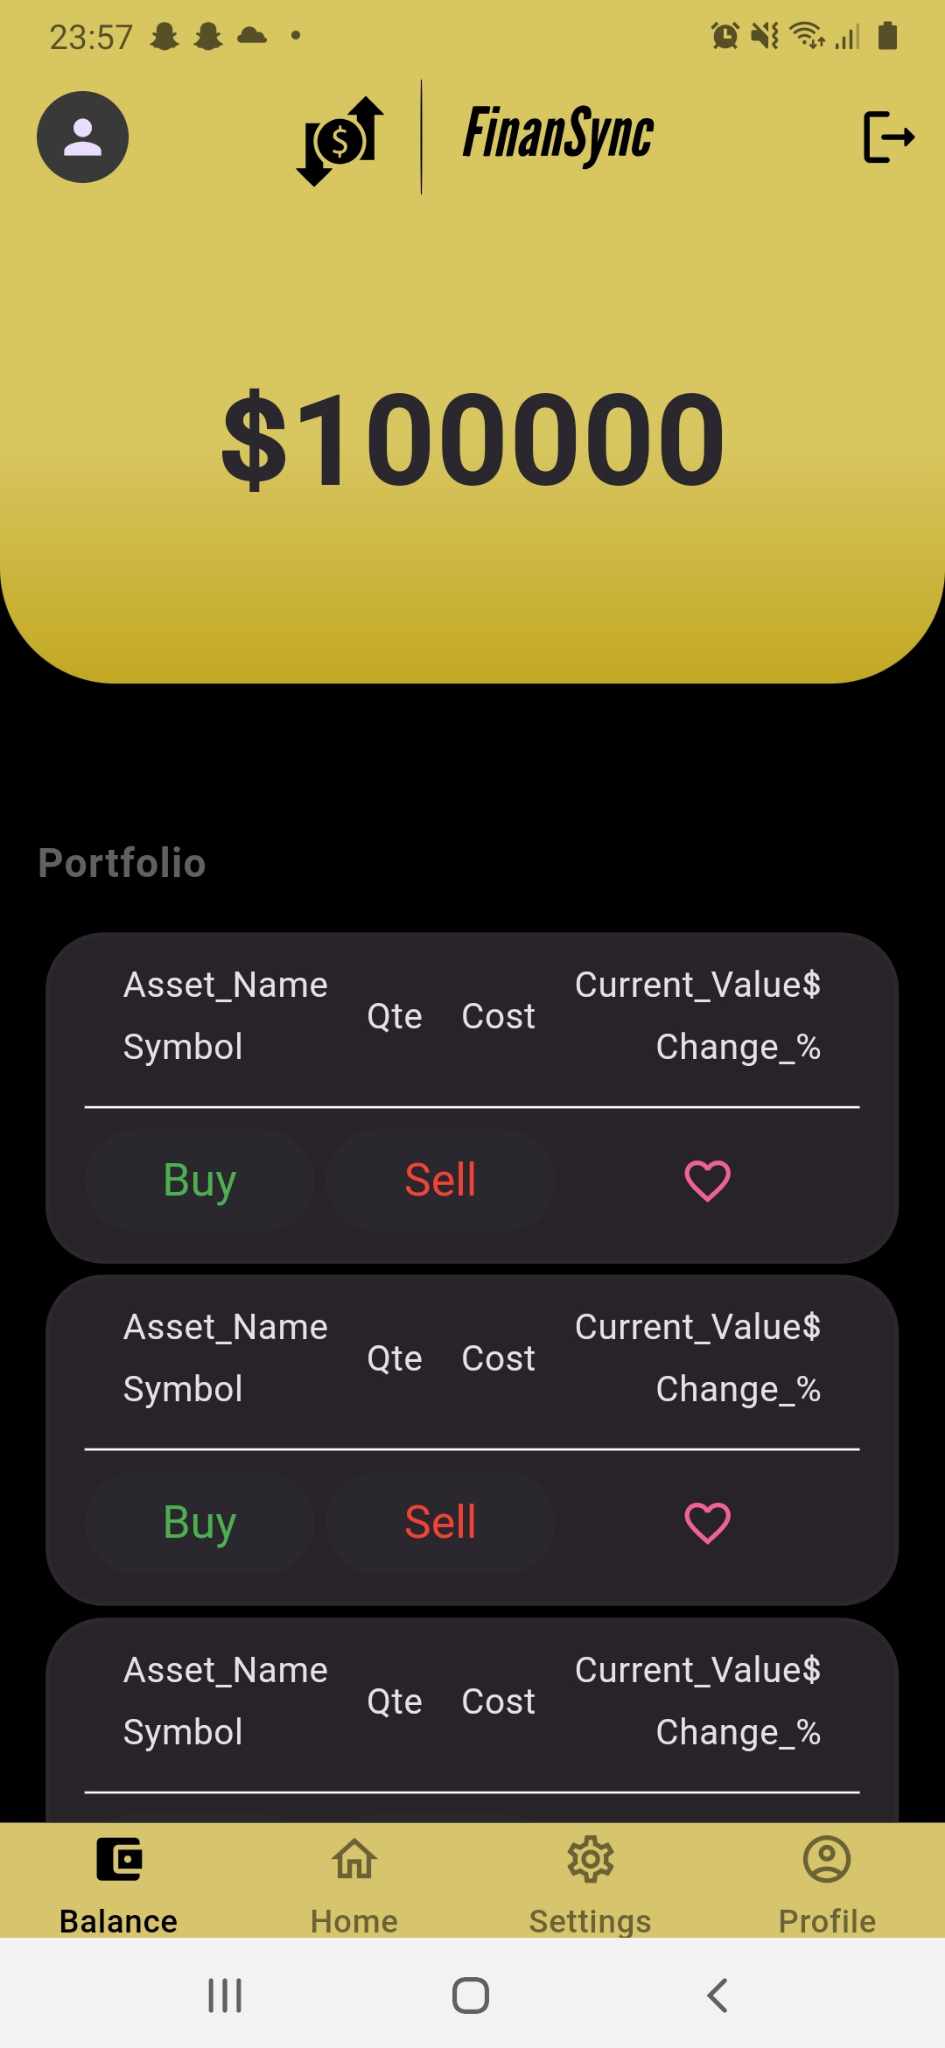 23:57
FinanSync
$100000
Portfolio
Asset_Name
Symbol
Qte
Cost
Current_Value$
Change_%
Buy
Sell
Asset_Name
Symbol
Qte
Cost
Current_Value$
Change_%
Buy
Sell
Asset_Name
Symbol
Qte
Cost
Current_Value$
Change_%
Balance
Home
Settings
Profile